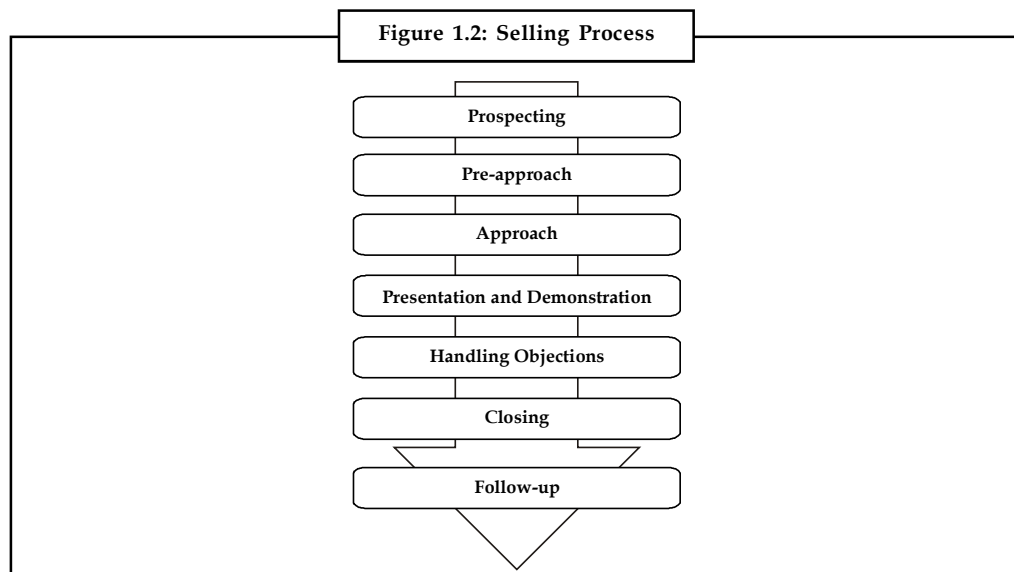 Figure 1.2: Selling Process
Prospecting
Pre-approach
Approach
Presentation and Demonstration
Handling Objections
Closing
Follow-up